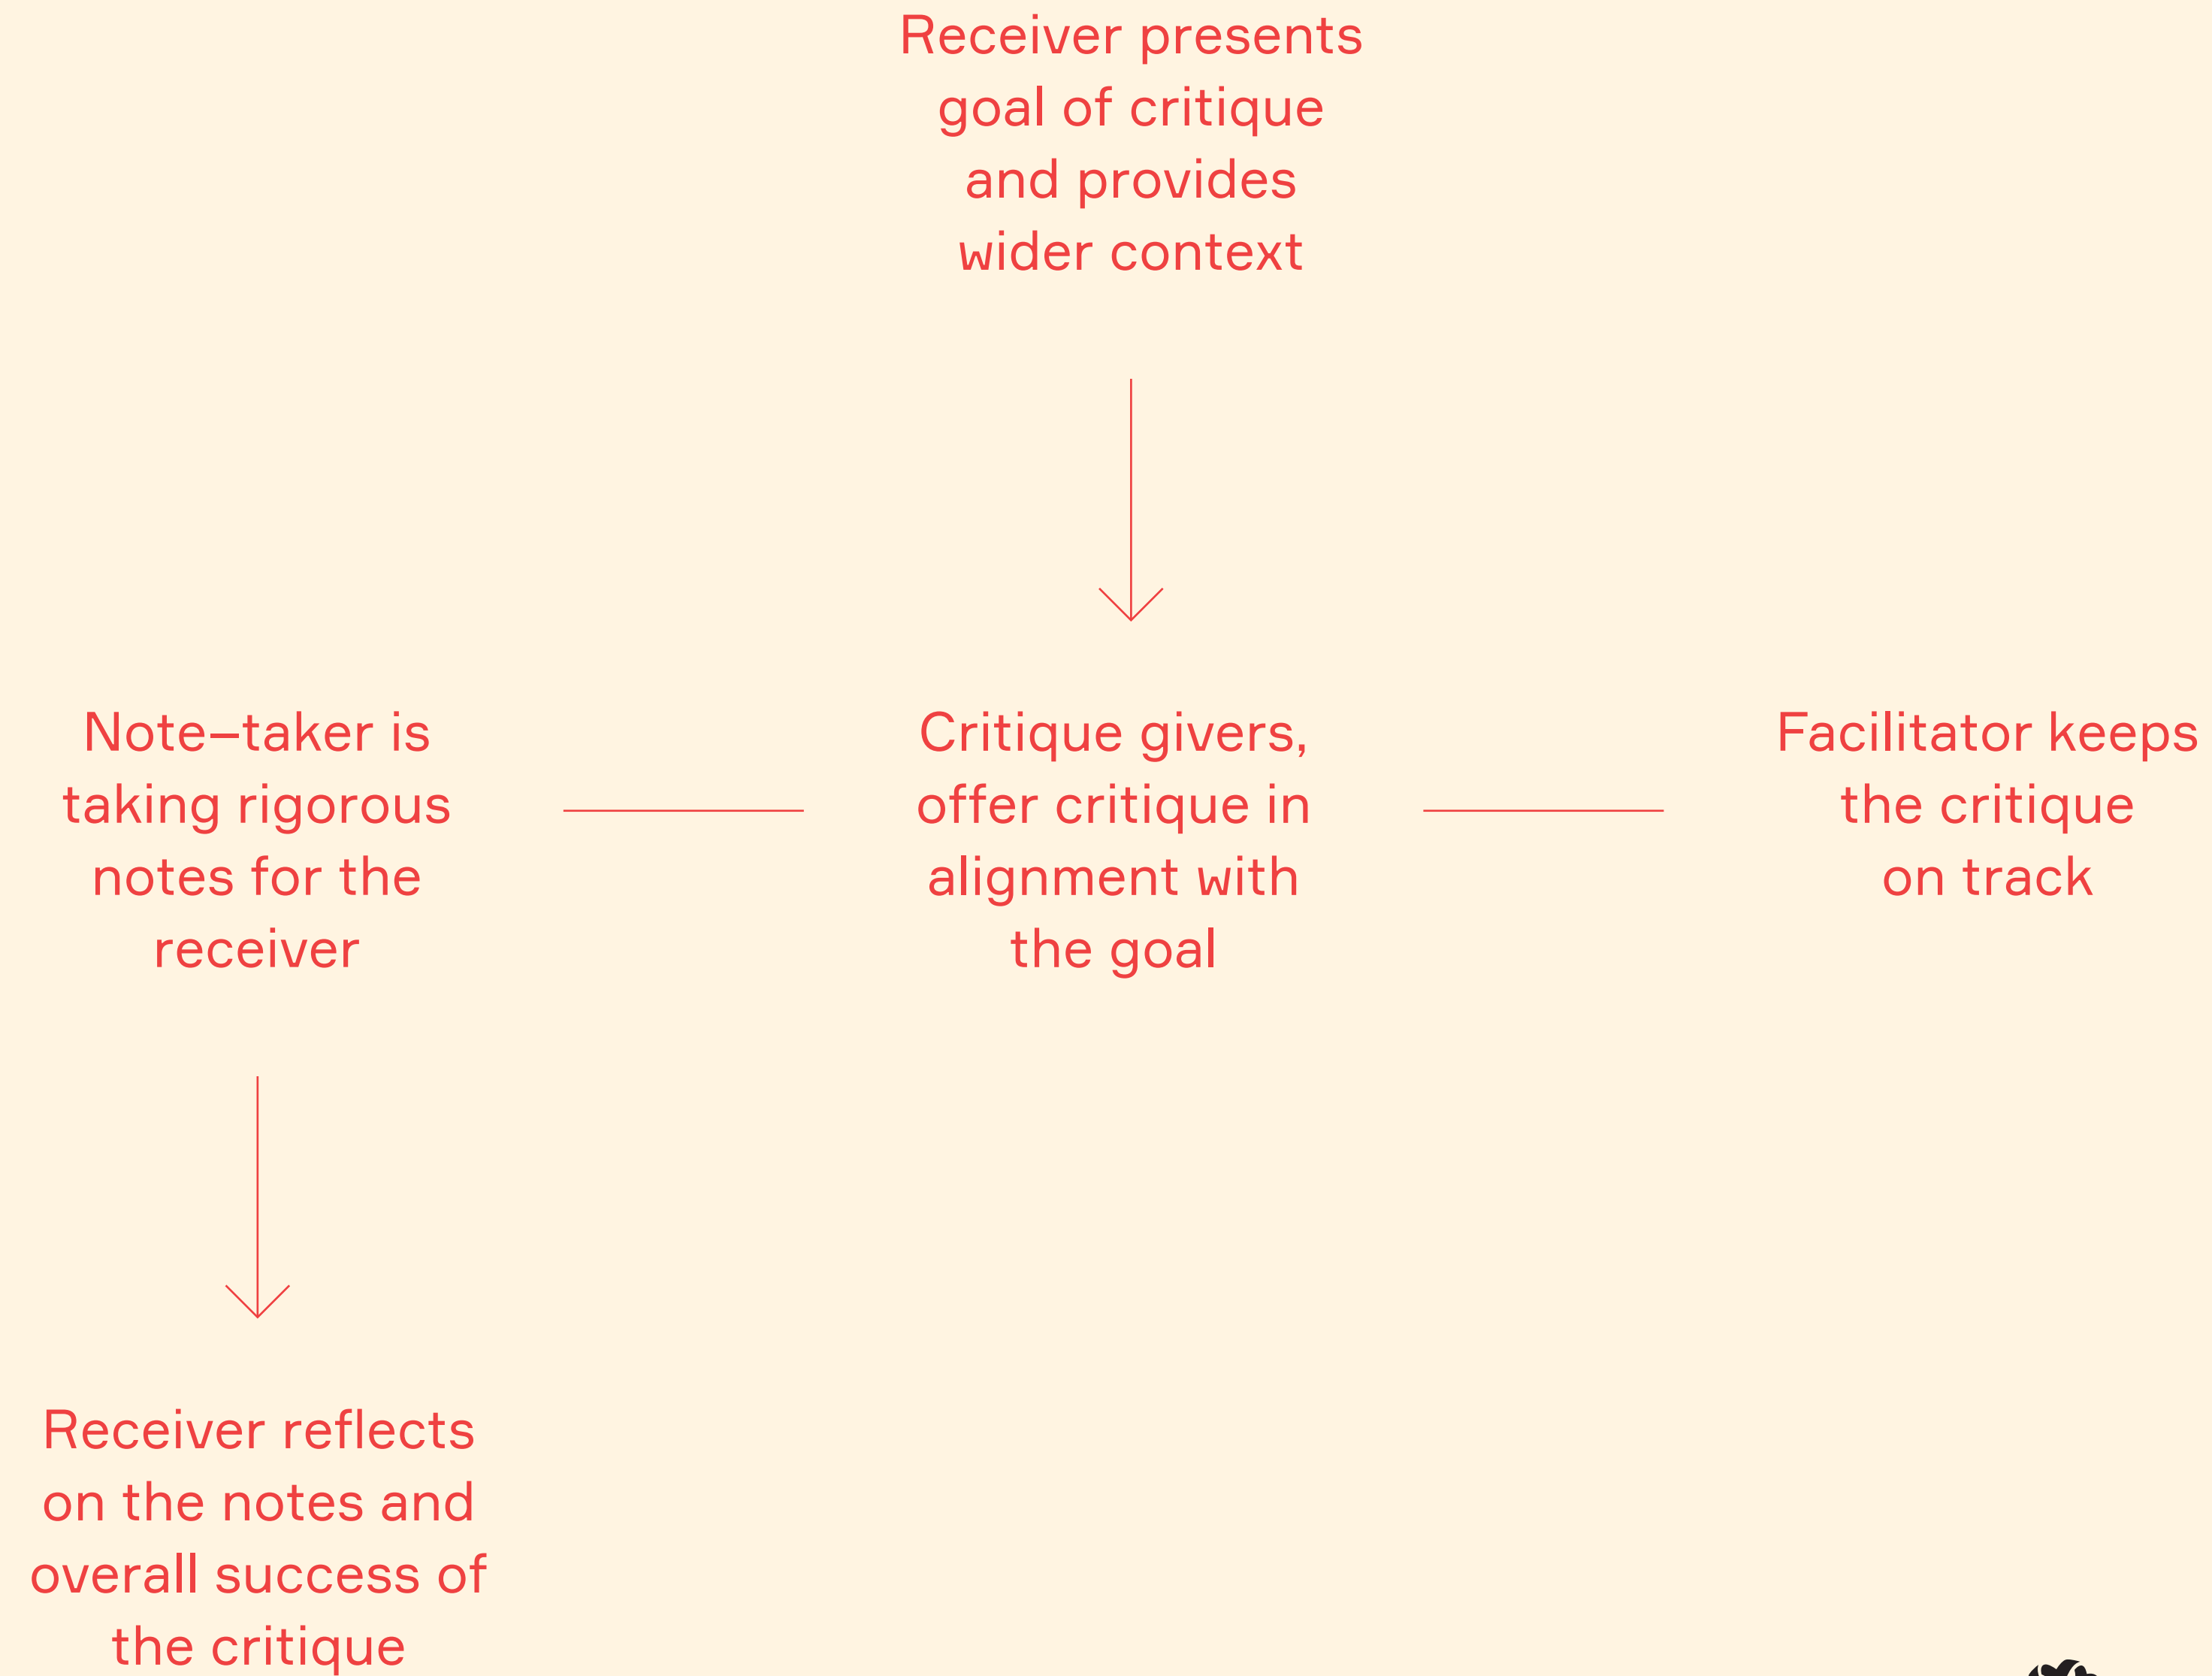 Receiver presents
goal of critique
and provides
wider context
Note–taker is
taking rigorous
notes for the
receiver
Critique givers,
offer critique in
alignment with
the goal
Facilitator keeps
the critique
on track
Receiver reflects
on the notes and
overall success of
the critique